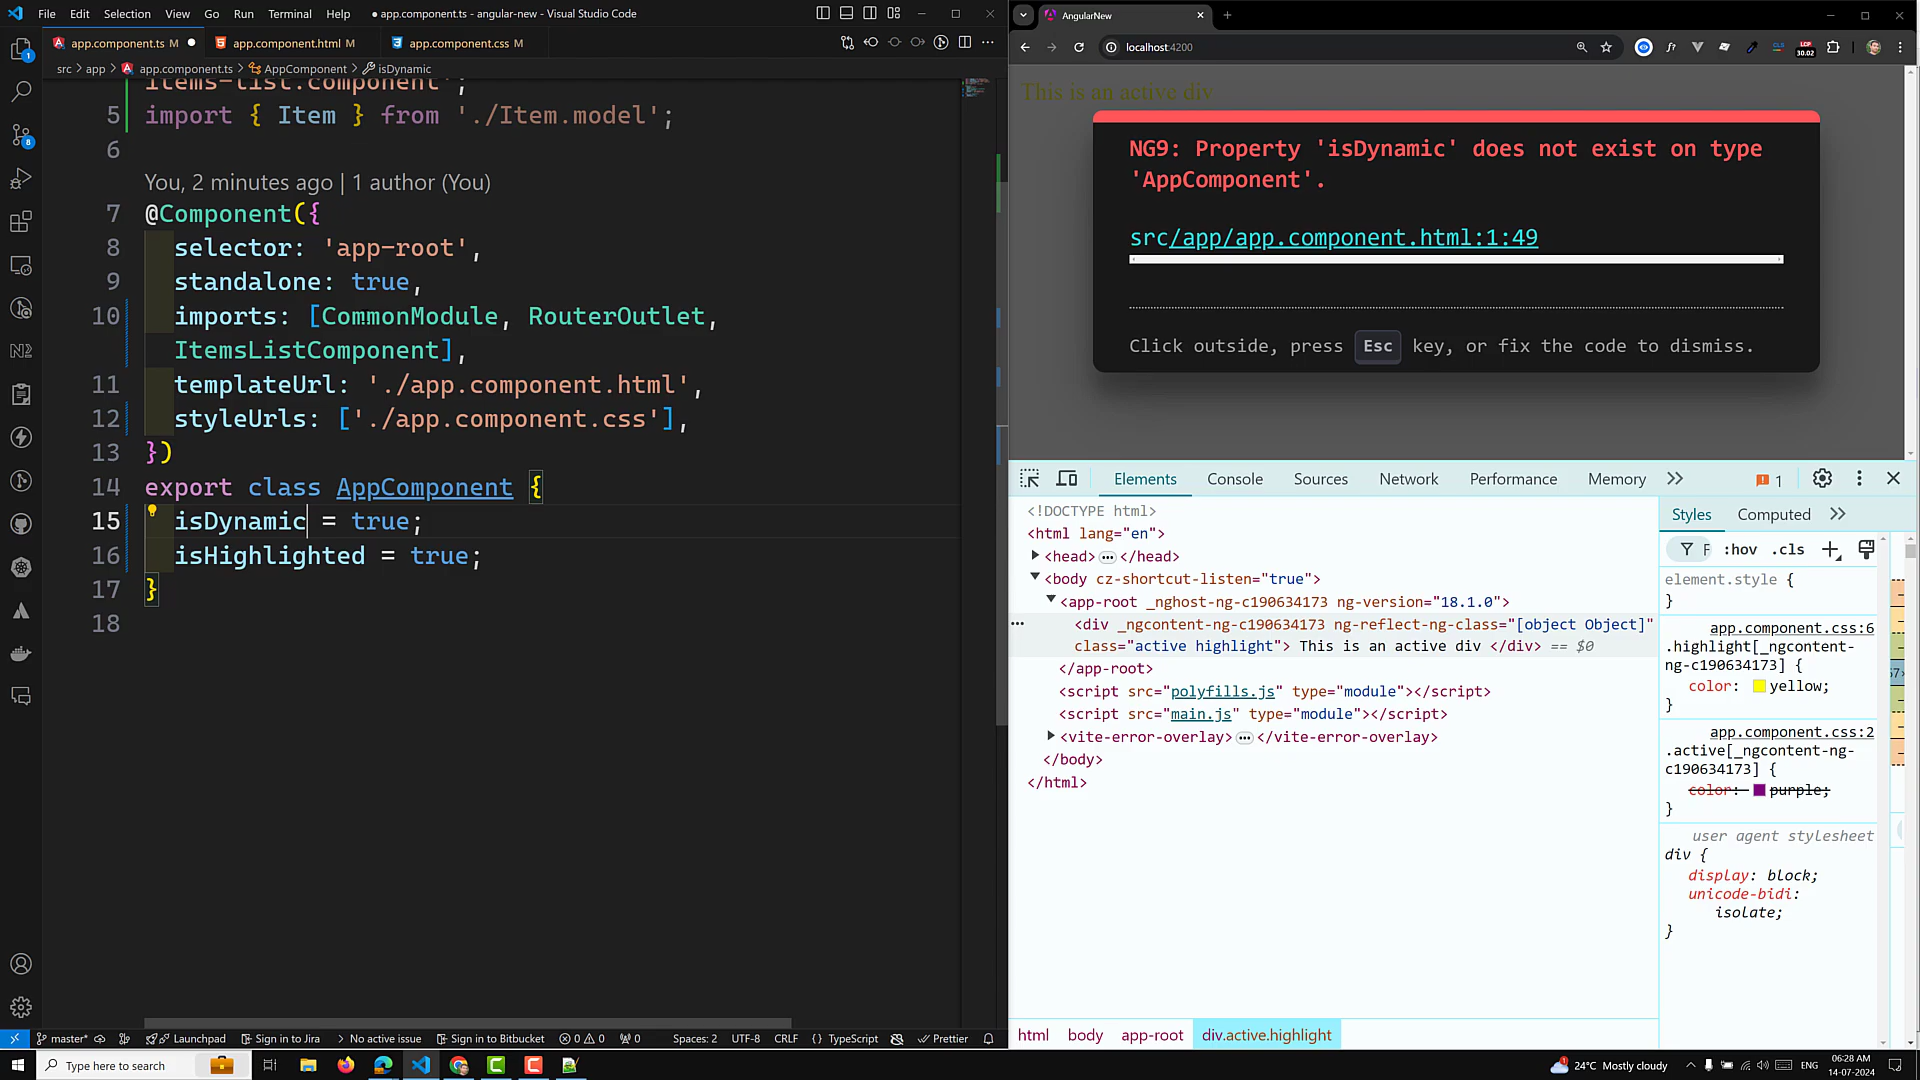 File Edit Selection View Go Run Terminal Help
● app.component.ts - angular-new - Visual Studio Code
app.component.ts M ●
app.component.html M
app.component.css M
src > app > app.component.ts > AppComponent > isDynamic
items-list.component';
5 import { Item } from './Item.model';
6
You, 2 minutes ago | 1 author (You)
7 @Component({
8 selector: 'app-root',
9 standalone: true,
10 imports: [CommonModule, RouterOutlet,
ItemsListComponent],
11 templateUrl: './app.component.html',
12 styleUrls: ['./app.component.css'],
13 })
14 export class AppComponent {
15 isDynamic = true;
16 isHighlighted = true;
17 }
18
master* Launchpad Sign in to Jira No active issue Sign in to Bitbucket 0 0 0 Spaces: 2 UTF-8 CRLF { } TypeScript Prettier
AngularNew
localhost:4200
This is an active div
NG9: Property 'isDynamic' does not exist on type
'AppComponent'.
src/app/app.component.html:1:49
Click outside, press Esc key, or fix the code to dismiss.
Elements Console Sources Network Performance Memory 1
<!DOCTYPE html>
<html lang="en">
<head> ••• </head>
<body cz-shortcut-listen="true">
<app-root _nghost-ng-c190634173 ng-version="18.1.0">
<div _ngcontent-ng-c190634173 ng-reflect-ng-class="[object Object]"
class="active highlight"> This is an active div </div> == $0
</app-root>
<script src="polyfills.js" type="module"></script>
<script src="main.js" type="module"></script>
<vite-error-overlay> ••• </vite-error-overlay>
</body>
</html>
html body app-root div.active.highlight
Styles Computed
F :hov .cls
element.style {
}
app.component.css:6
.highlight[_ngcontent-
ng-c190634173] {
color: yellow;
}
app.component.css:2
.active[_ngcontent-ng-
c190634173] {
color: purple;
}
user agent stylesheet
div {
display: block;
unicode-bidi:
isolate;
}
Type here to search
24°C Mostly cloudy
ENG
06:28 AM
14-07-2024